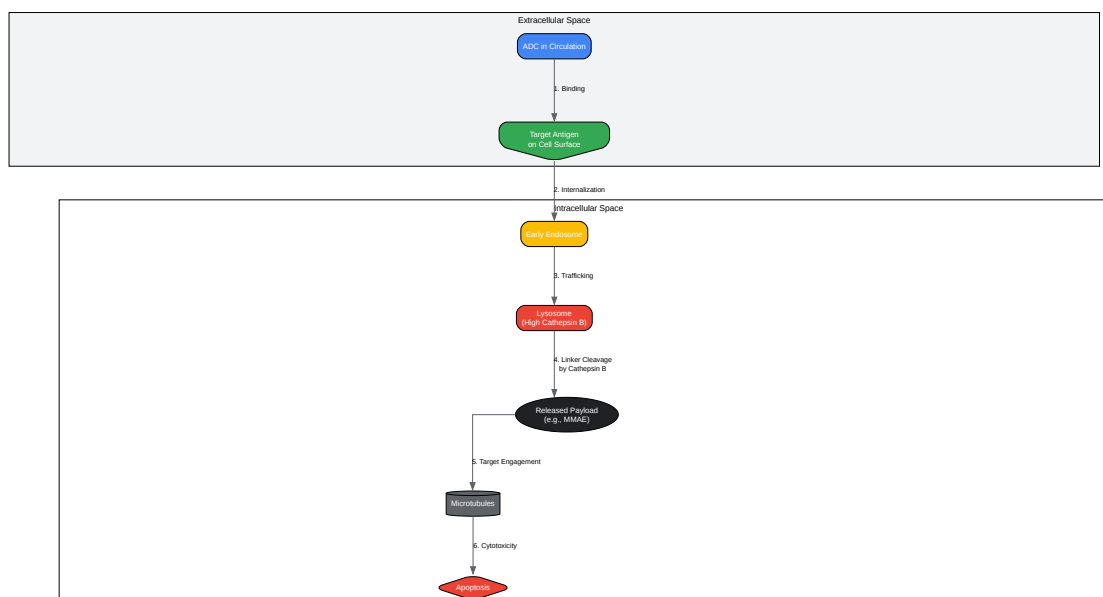 Extracellular Space
ADC in Circulation
1. Binding
Target Antigen
on Cell Surface
2. Internalization
Intracellular Space
Early Endosome
3. Trafficking
Lysosome
(High Cathepsin B)
4. Linker Cleavage
by Cathepsin B
Released Payload
(e.g., MMAE)
5. Target Engagement
Microtubules
6. Cytotoxicity
Apoptosis